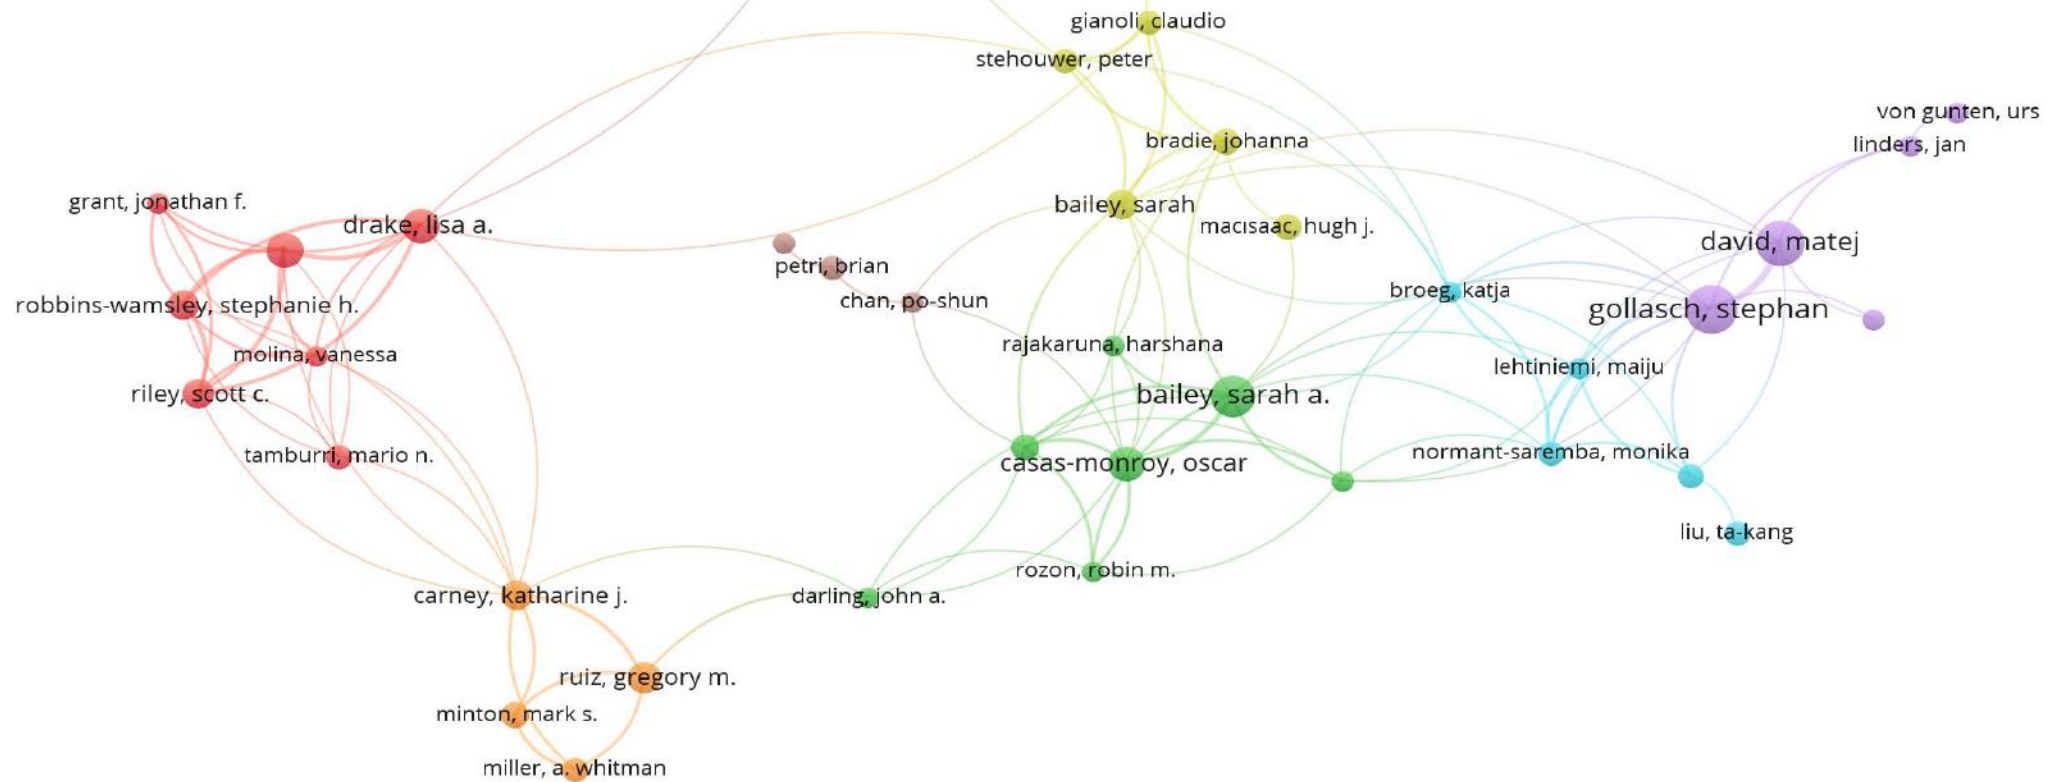 gianoli, claudio
stehouwer, peter
von gunten, urs
bradie, johanna
linders, jan
grant, jonathan f.
bailey, sarah
drake, lisa a.
macısaac, hugh j.
david, matej
petri, brian
broeg, katja
chan, po-shun
robbins-wamsley, stephanie h.
gollasch, stephan
rajakaruna, harshana
molina, vanessa
lehtiniemi, maiju
riley, scott c.
bailey, sarah a.
normant-saremba, monika
tamburri, mario n.
casas-monroy, oscar
liu, ta-kang
rozon, robin m.
carney, katharine j.
darling, john a.
ruiz, gregory m.
minton, mark s.
miller, a. whitman